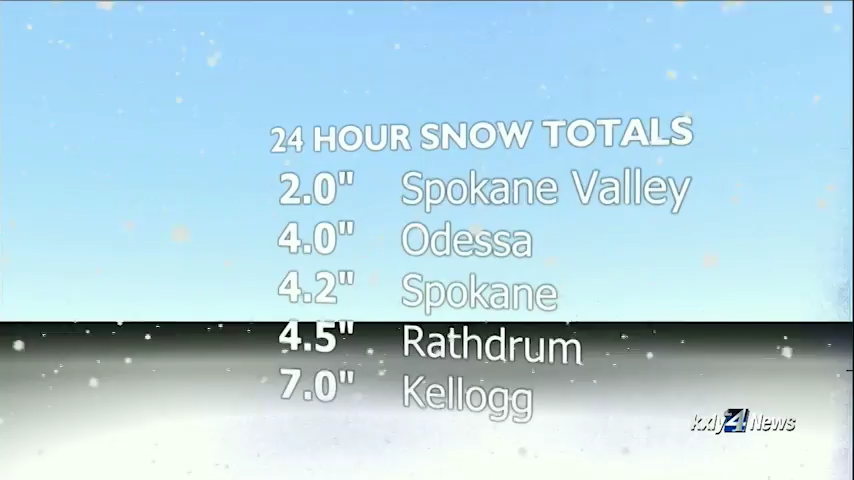 24 HOUR SNOW TOTALS
2.0" Spokane Valley
4.0" Odessa
4.2" Spokane
4.5" Rathdrum
7.0" Kellogg
kxly4 News